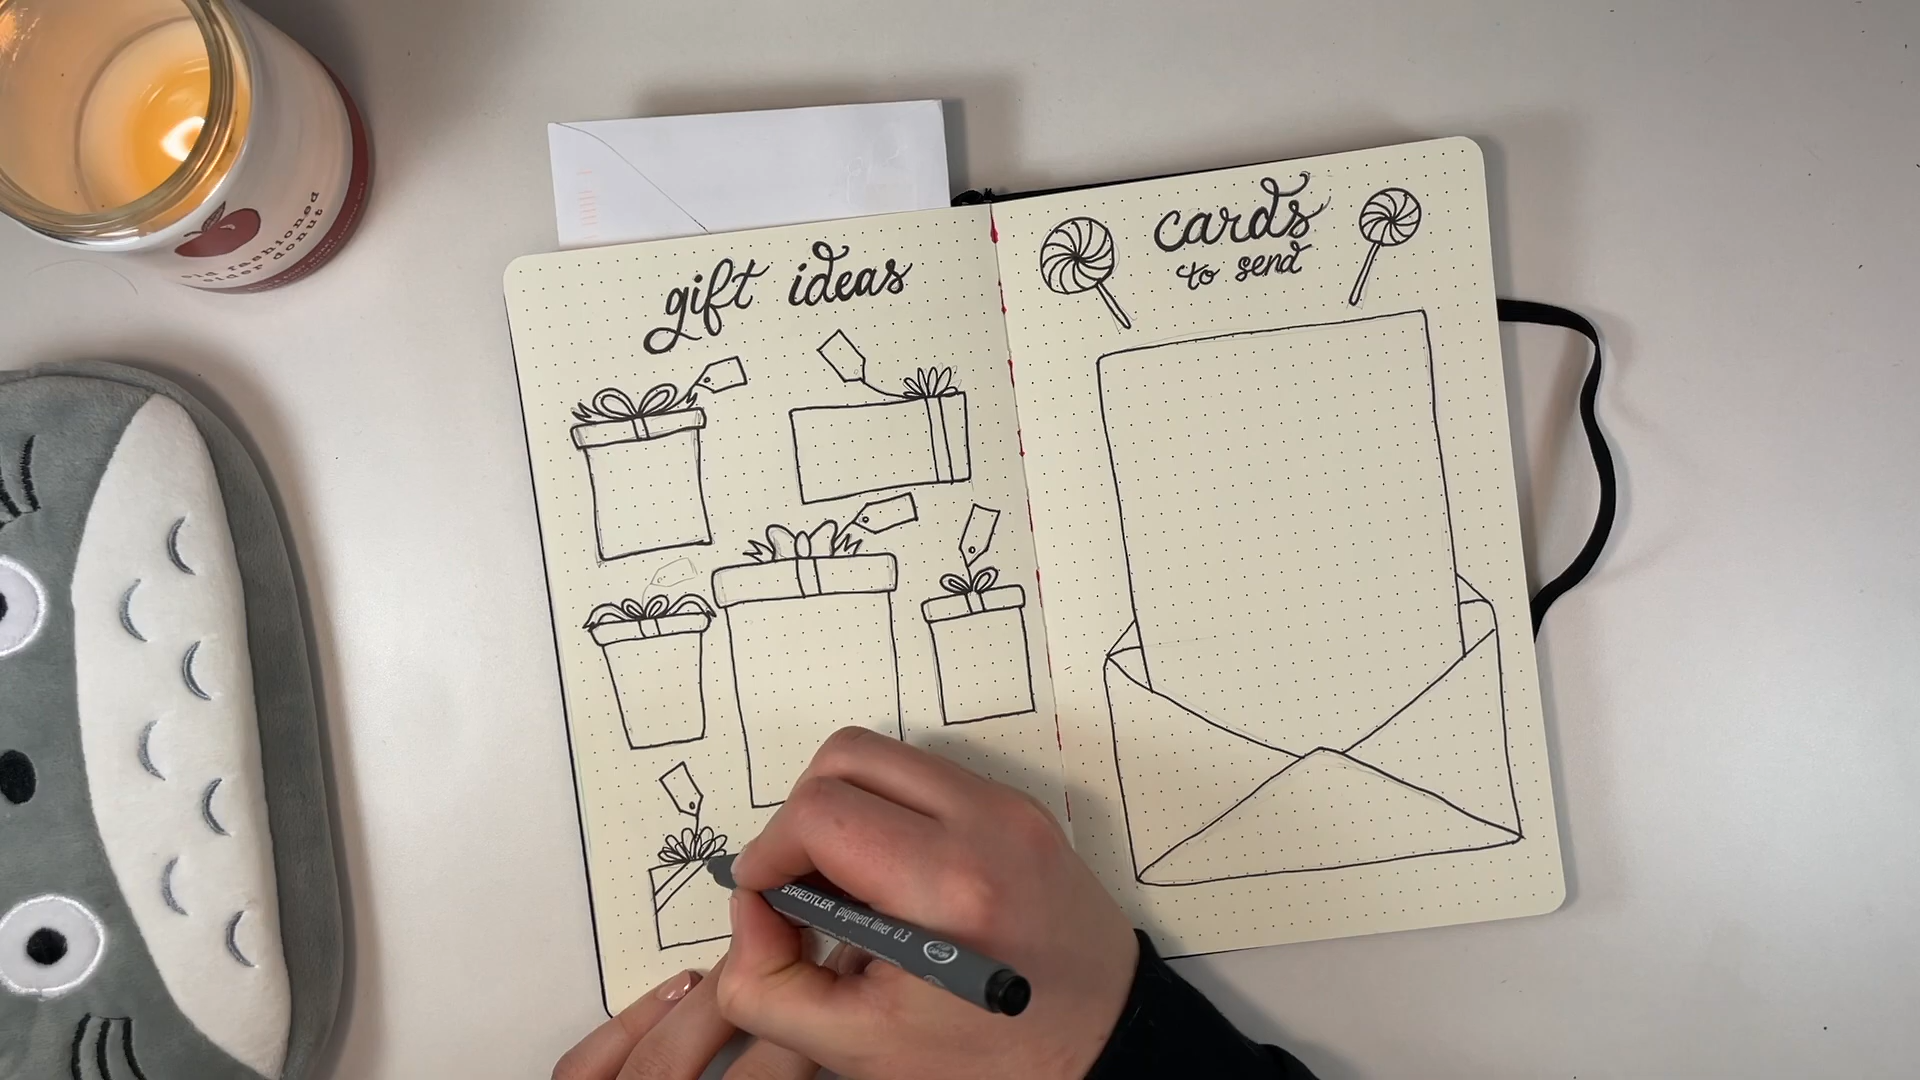 old fashioned
cider donut
gift ideas
cards
to send
STAEDTLER pigment liner 0.3